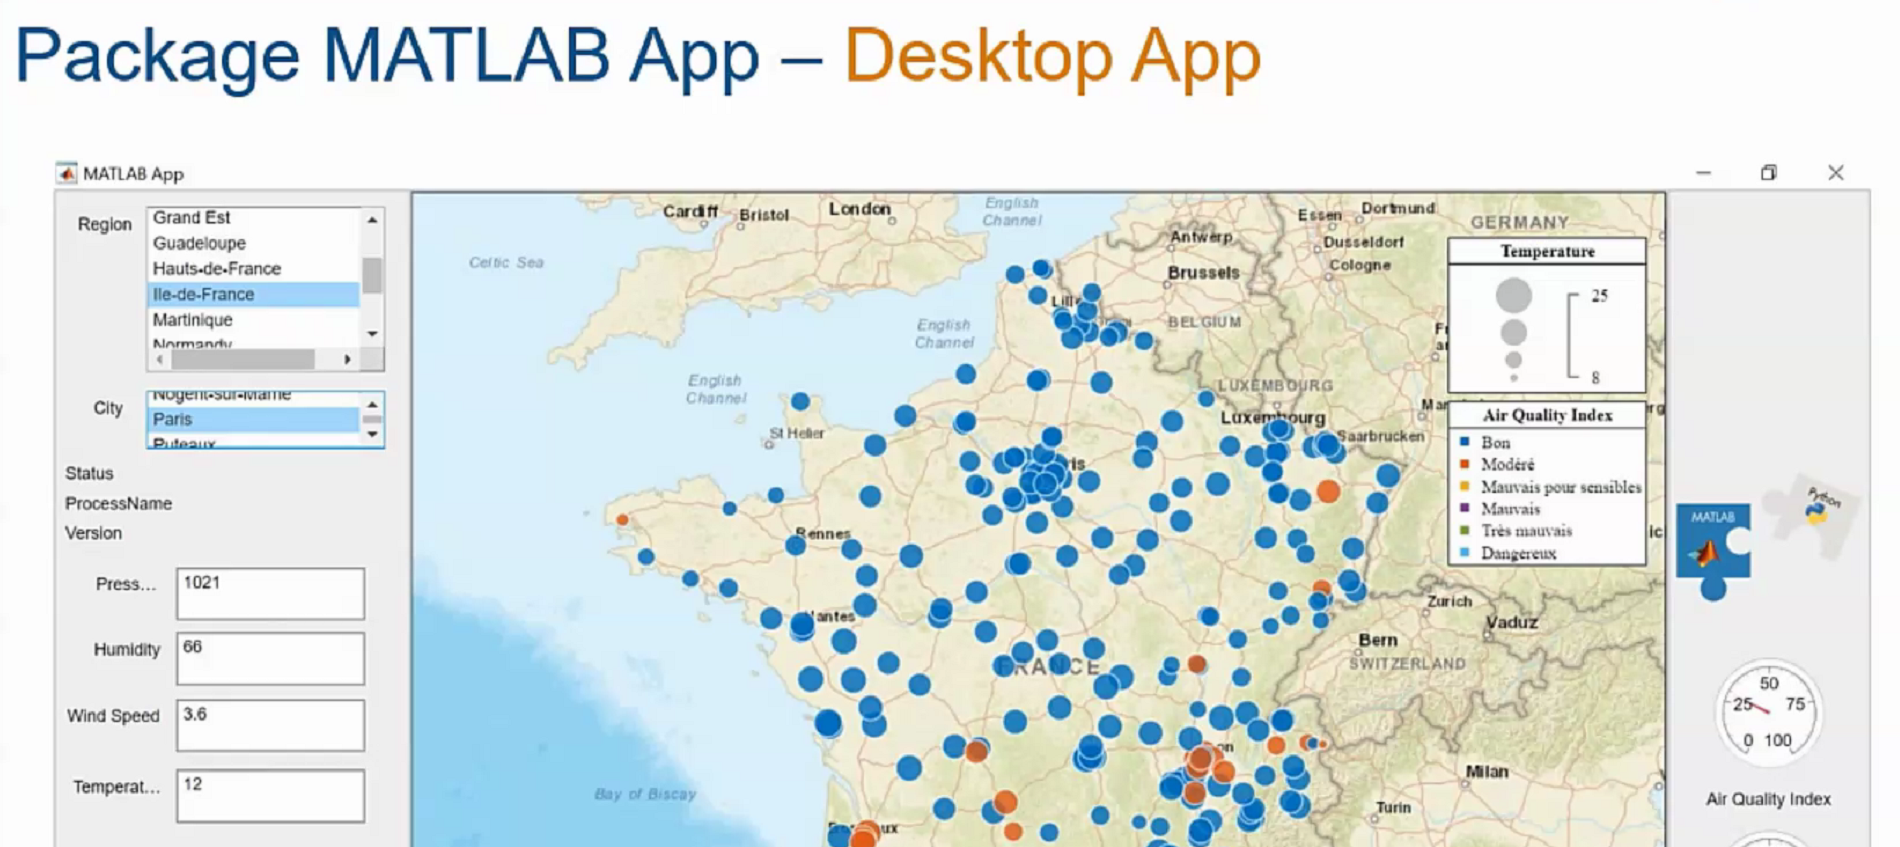 Package MATLAB App – Desktop App
MATLAB App
Region
Grand Est
Guadeloupe
Hauts-de-France
Ile-de-France
Martinique
Normandy
City
Nogent-sur-Marne
Paris
Puteaux
Status
ProcessName
Version
Press...
1021
Humidity
66
Wind Speed
3.6
Temperat...
12
Cardiff
Bristol
London
English
Channel
Celtic Sea
Antwerp
Brussels
BELGIUM
Essen
Dortmund
Dusseldorf
Cologne
GERMANY
English
Channel
English
Channel
St Helier
LUXEMBOURG
Luxembourg
Saarbrucken
Rennes
FRANCE
Zurich
Vaduz
Bern
SWITZERLAND
Milan
Turin
Bay of Biscay
Temperature
25
8
Air Quality Index
Bon
Modéré
Mauvais pour sensibles
Mauvais
Très mauvais
Dangereux
MATLAB
Python
50
25
75
0
100
Air Quality Index